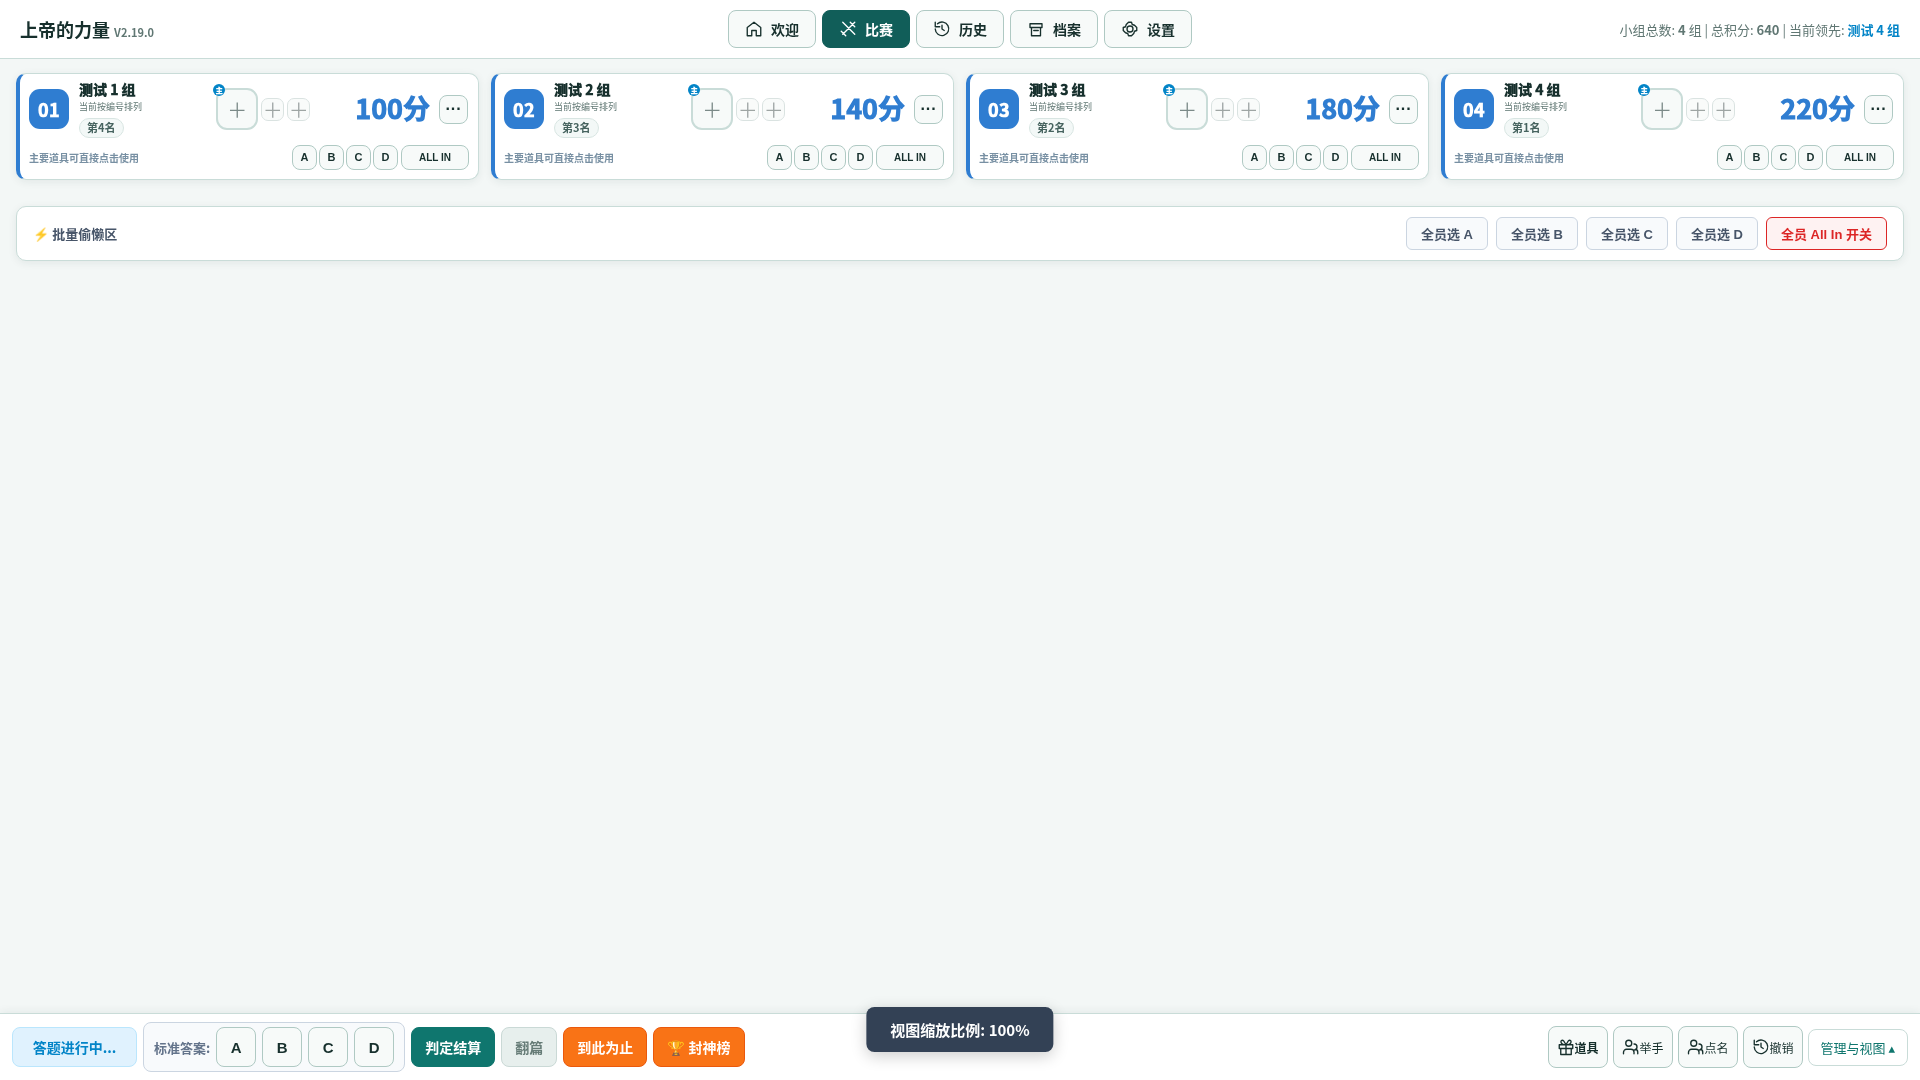 上帝的力量 V2.19.0
欢迎
比赛
历史
档案
设置
小组总数: 4 组 | 总积分: 640 | 当前领先: 测试 4 组
01
测试 1 组
当前按编号排列
第4名
主
100分
主要道具可直接点击使用
A B C D ALL IN
02
测试 2 组
当前按编号排列
第3名
主
140分
主要道具可直接点击使用
A B C D ALL IN
03
测试 3 组
当前按编号排列
第2名
主
180分
主要道具可直接点击使用
A B C D ALL IN
04
测试 4 组
当前按编号排列
第1名
主
220分
主要道具可直接点击使用
A B C D ALL IN
⚡ 批量偷懒区
全员选 A
全员选 B
全员选 C
全员选 D
全员 All In 开关
答题进行中...
标准答案: A B C D
判定结算
翻篇
到此为止
🏆 封神榜
视图缩放比例: 100%
道具
举手
点名
撤销
管理与视图 ▴